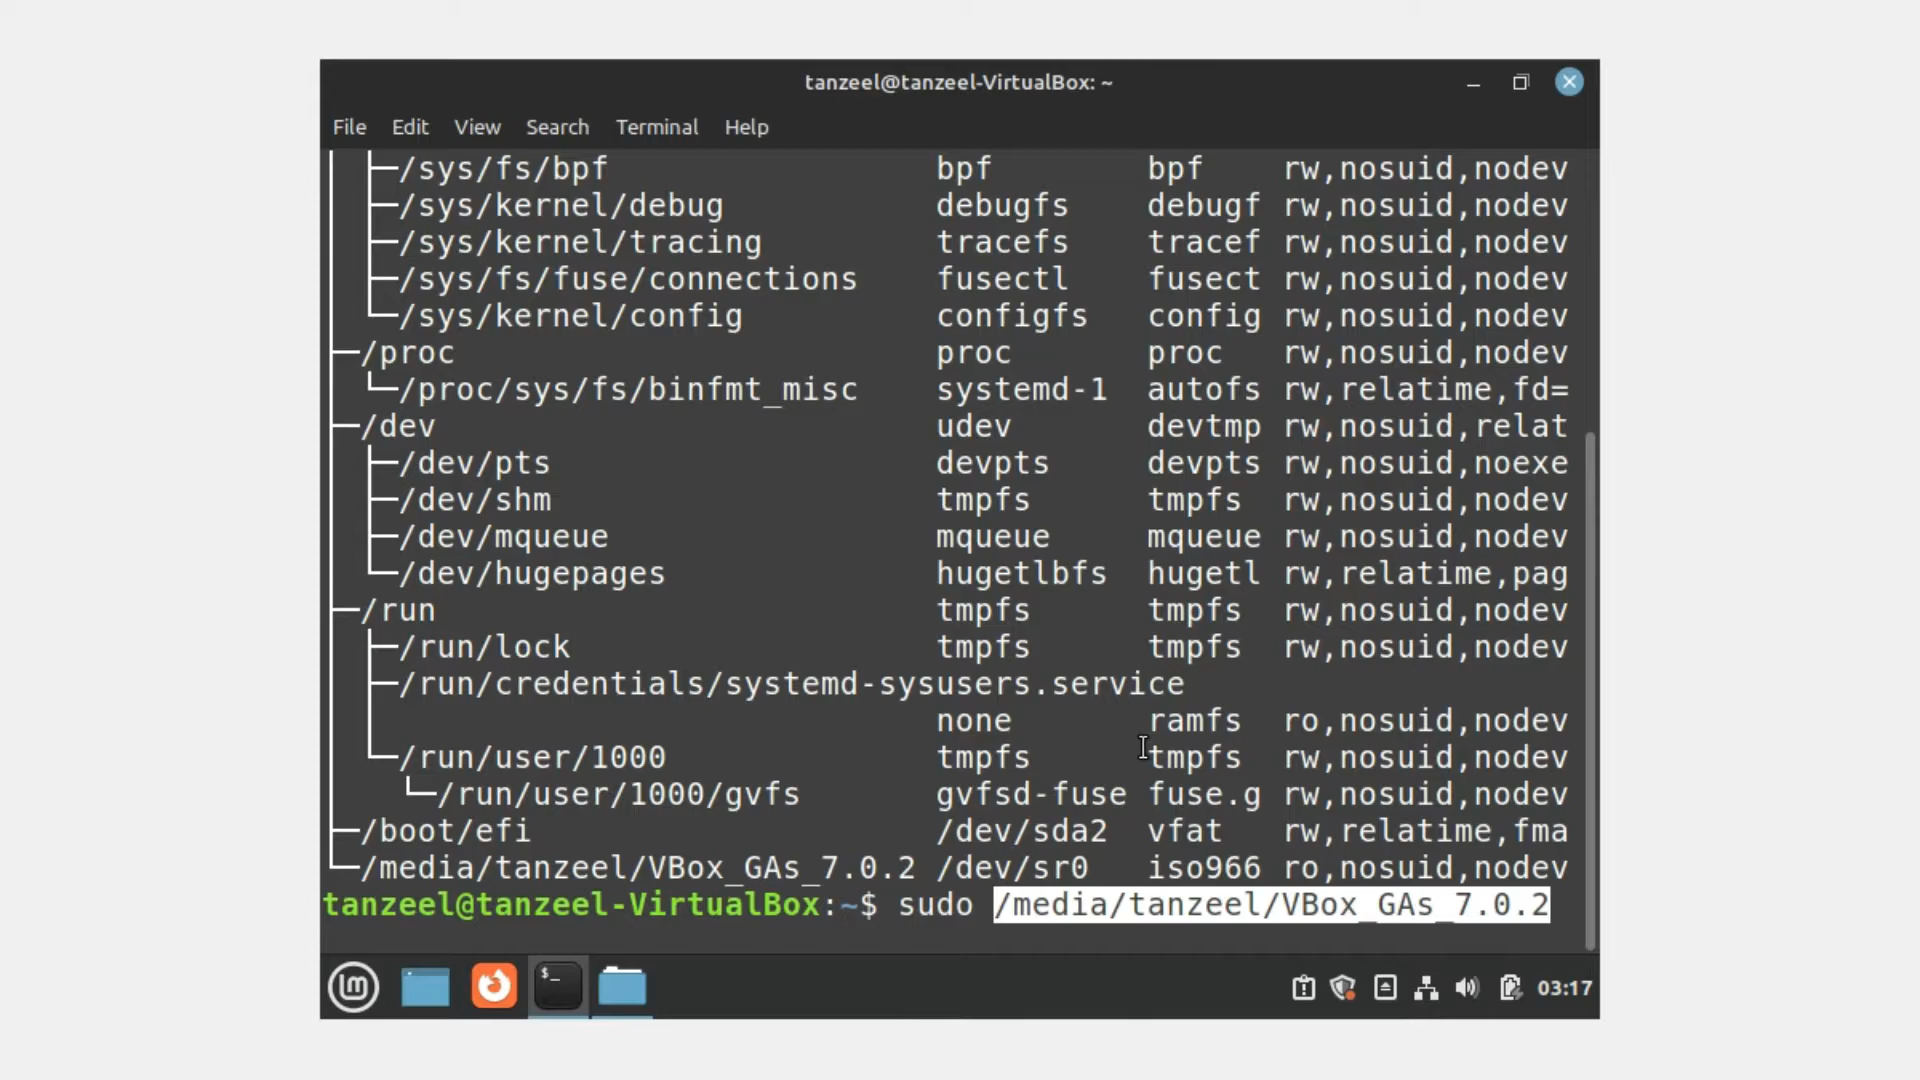 tanzeel@tanzeel-VirtualBox: ~
File Edit View Search Terminal Help
├─/sys/fs/bpf bpf bpf rw,nosuid,nodev
├─/sys/kernel/debug debugfs debugf rw,nosuid,nodev
├─/sys/kernel/tracing tracefs tracef rw,nosuid,nodev
├─/sys/fs/fuse/connections fusectl fusect rw,nosuid,nodev
└─/sys/kernel/config configfs config rw,nosuid,nodev
├─/proc proc proc rw,nosuid,nodev
└─/proc/sys/fs/binfmt_misc systemd-1 autofs rw,relatime,fd=
├─/dev udev devtmp rw,nosuid,relat
├─/dev/pts devpts devpts rw,nosuid,noexe
├─/dev/shm tmpfs tmpfs rw,nosuid,nodev
├─/dev/mqueue mqueue mqueue rw,nosuid,nodev
└─/dev/hugepages hugetlbfs hugetl rw,relatime,pag
├─/run tmpfs tmpfs rw,nosuid,nodev
├─/run/lock tmpfs tmpfs rw,nosuid,nodev
├─/run/credentials/systemd-sysusers.service
none ramfs ro,nosuid,nodev
└─/run/user/1000 tmpfs tmpfs rw,nosuid,nodev
└─/run/user/1000/gvfs gvfsd-fuse fuse.g rw,nosuid,nodev
├─/boot/efi /dev/sda2 vfat rw,relatime,fma
└─/media/tanzeel/VBox_GAs_7.0.2 /dev/sr0 iso966 ro,nosuid,nodev
tanzeel@tanzeel-VirtualBox:~$ sudo /media/tanzeel/VBox_GAs_7.0.2
$_
03:17